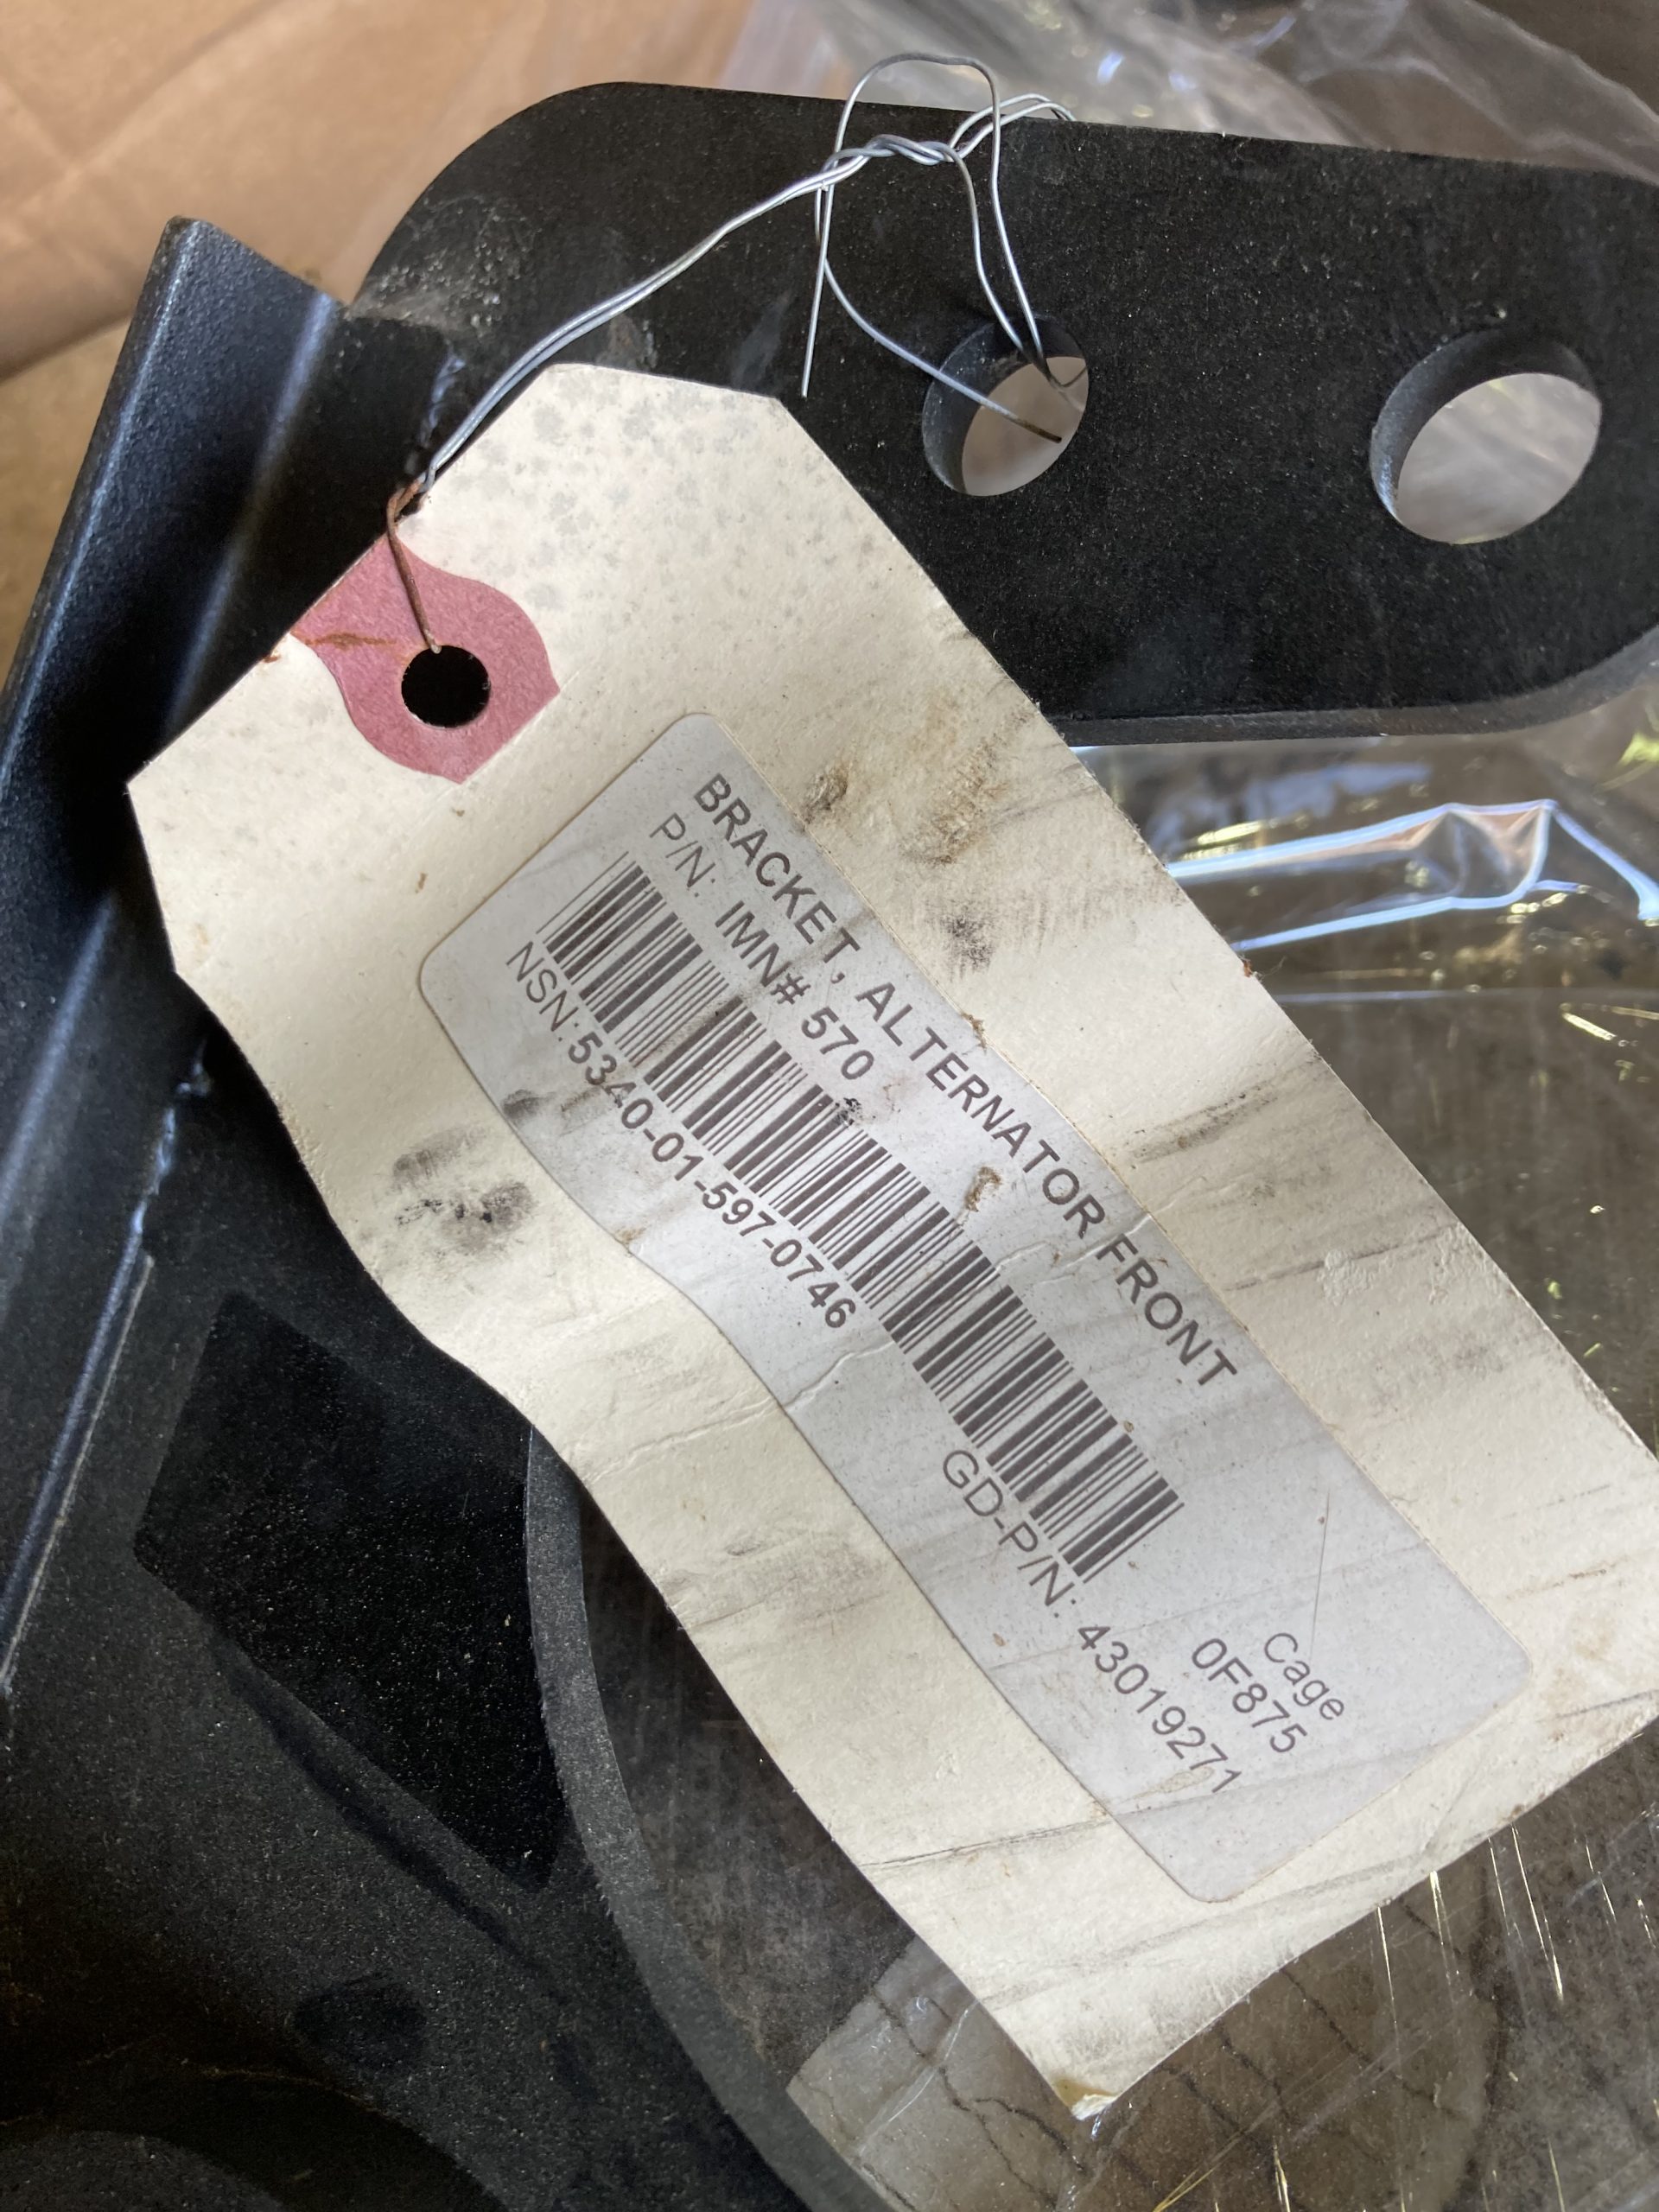 BRACKET, ALTERNATOR FRONT
P/N: IMN# 570
NSN:5340-01-597-0746
Cage
0F875
GD-P/N: 43019271